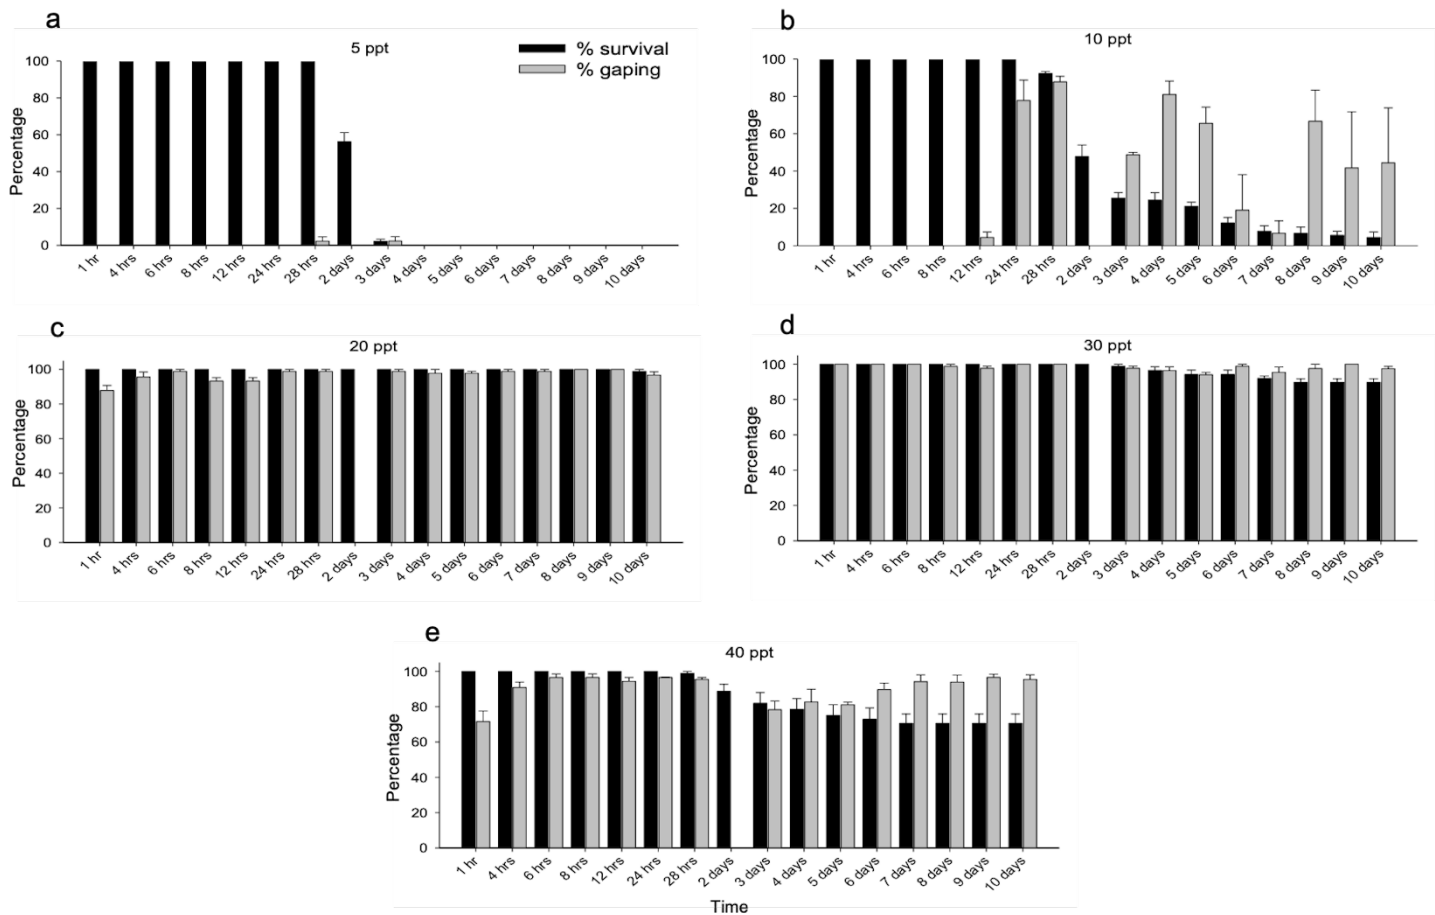 a
5 ppt
% survival
% gaping
Percentage
100
80
60
40
20
0
1 hr
4 hrs
6 hrs
8 hrs
12 hrs
24 hrs
28 hrs
2 days
3 days
4 days
5 days
6 days
7 days
8 days
9 days
10 days
b
10 ppt
Percentage
100
80
60
40
20
0
1 hr
4 hrs
6 hrs
8 hrs
12 hrs
24 hrs
28 hrs
2 days
3 days
4 days
5 days
6 days
7 days
8 days
9 days
10 days
c
20 ppt
Percentage
100
80
60
40
20
0
1 hr
4 hrs
6 hrs
8 hrs
12 hrs
24 hrs
28 hrs
2 days
3 days
4 days
5 days
6 days
7 days
8 days
9 days
10 days
d
30 ppt
Percentage
100
80
60
40
20
0
1 hr
4 hrs
6 hrs
8 hrs
12 hrs
24 hrs
28 hrs
2 days
3 days
4 days
5 days
6 days
7 days
8 days
9 days
10 days
e
40 ppt
Percentage
100
80
60
40
20
0
1 hr
4 hrs
6 hrs
8 hrs
12 hrs
24 hrs
28 hrs
2 days
3 days
4 days
5 days
6 days
7 days
8 days
9 days
10 days
Time